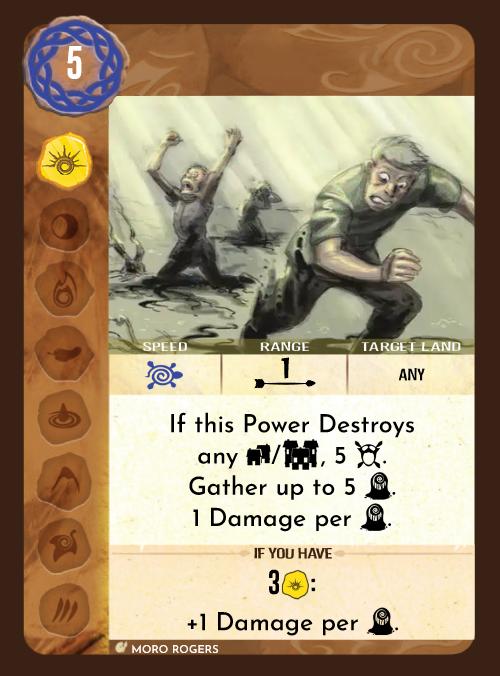 5
SPEED RANGE TARGET LAND
1 ANY
If this Power Destroys
any /, 5 .
Gather up to 5 .
1 Damage per .
IF YOU HAVE
3:
+1 Damage per .
MORO ROGERS